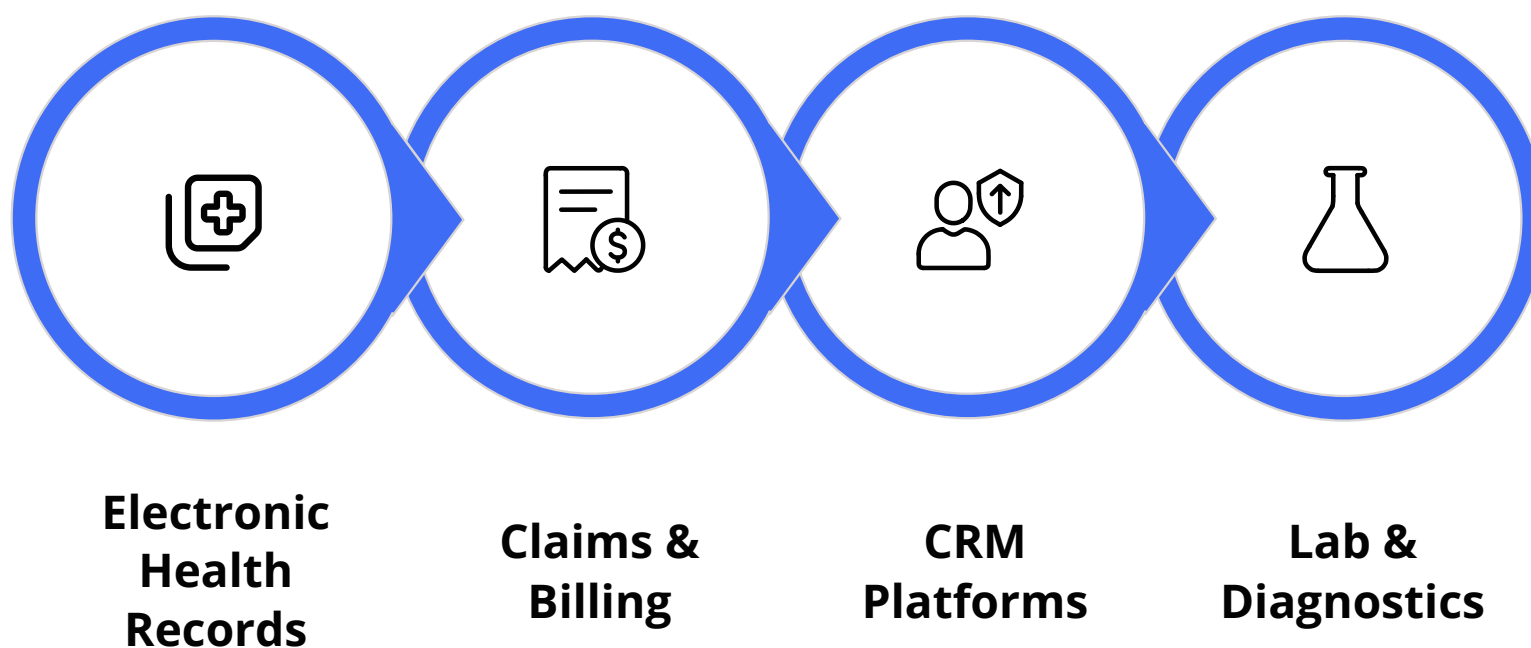 Electronic
Health
Records
Claims &
Billing
CRM
Platforms
Lab &
Diagnostics
$